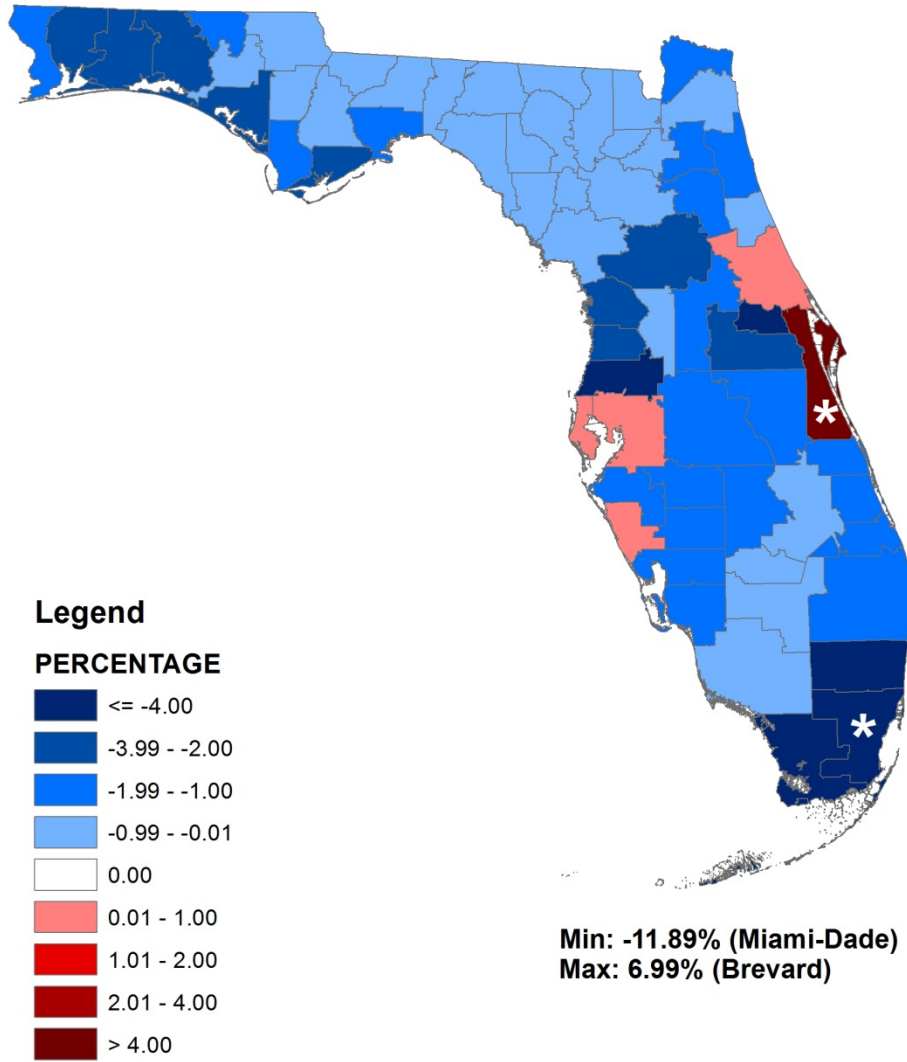 *
*
Legend
PERCENTAGE
<= -4.00
-3.99 - -2.00
-1.99 - -1.00
-0.99 - -0.01
0.00
0.01 - 1.00
1.01 - 2.00
2.01 - 4.00
> 4.00
Min: -11.89% (Miami-Dade)
Max: 6.99% (Brevard)